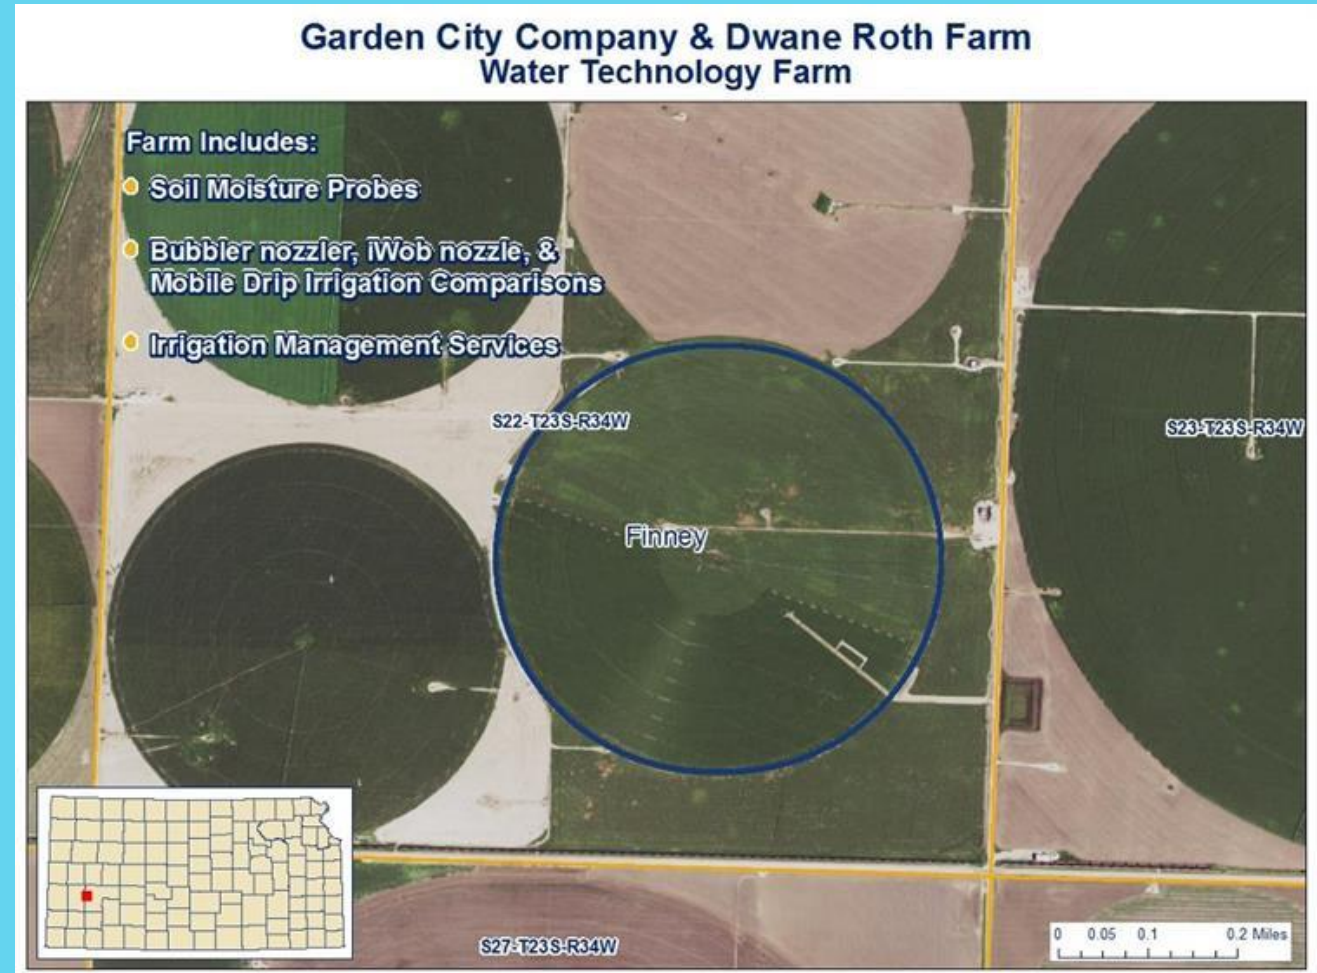 Garden City Company & Dwane Roth Farm
Water Technology Farm
Farm Includes:
Soil Moisture Probes
Bubbler nozzler, iWob nozzle, &
Mobile Drip Irrigation Comparisons
Irrigation Management Services
S22-T23S-R34W
S23-T23S-R34W
Finney
S27-T23S-R34W
0 0.05 0.1 0.2 Miles